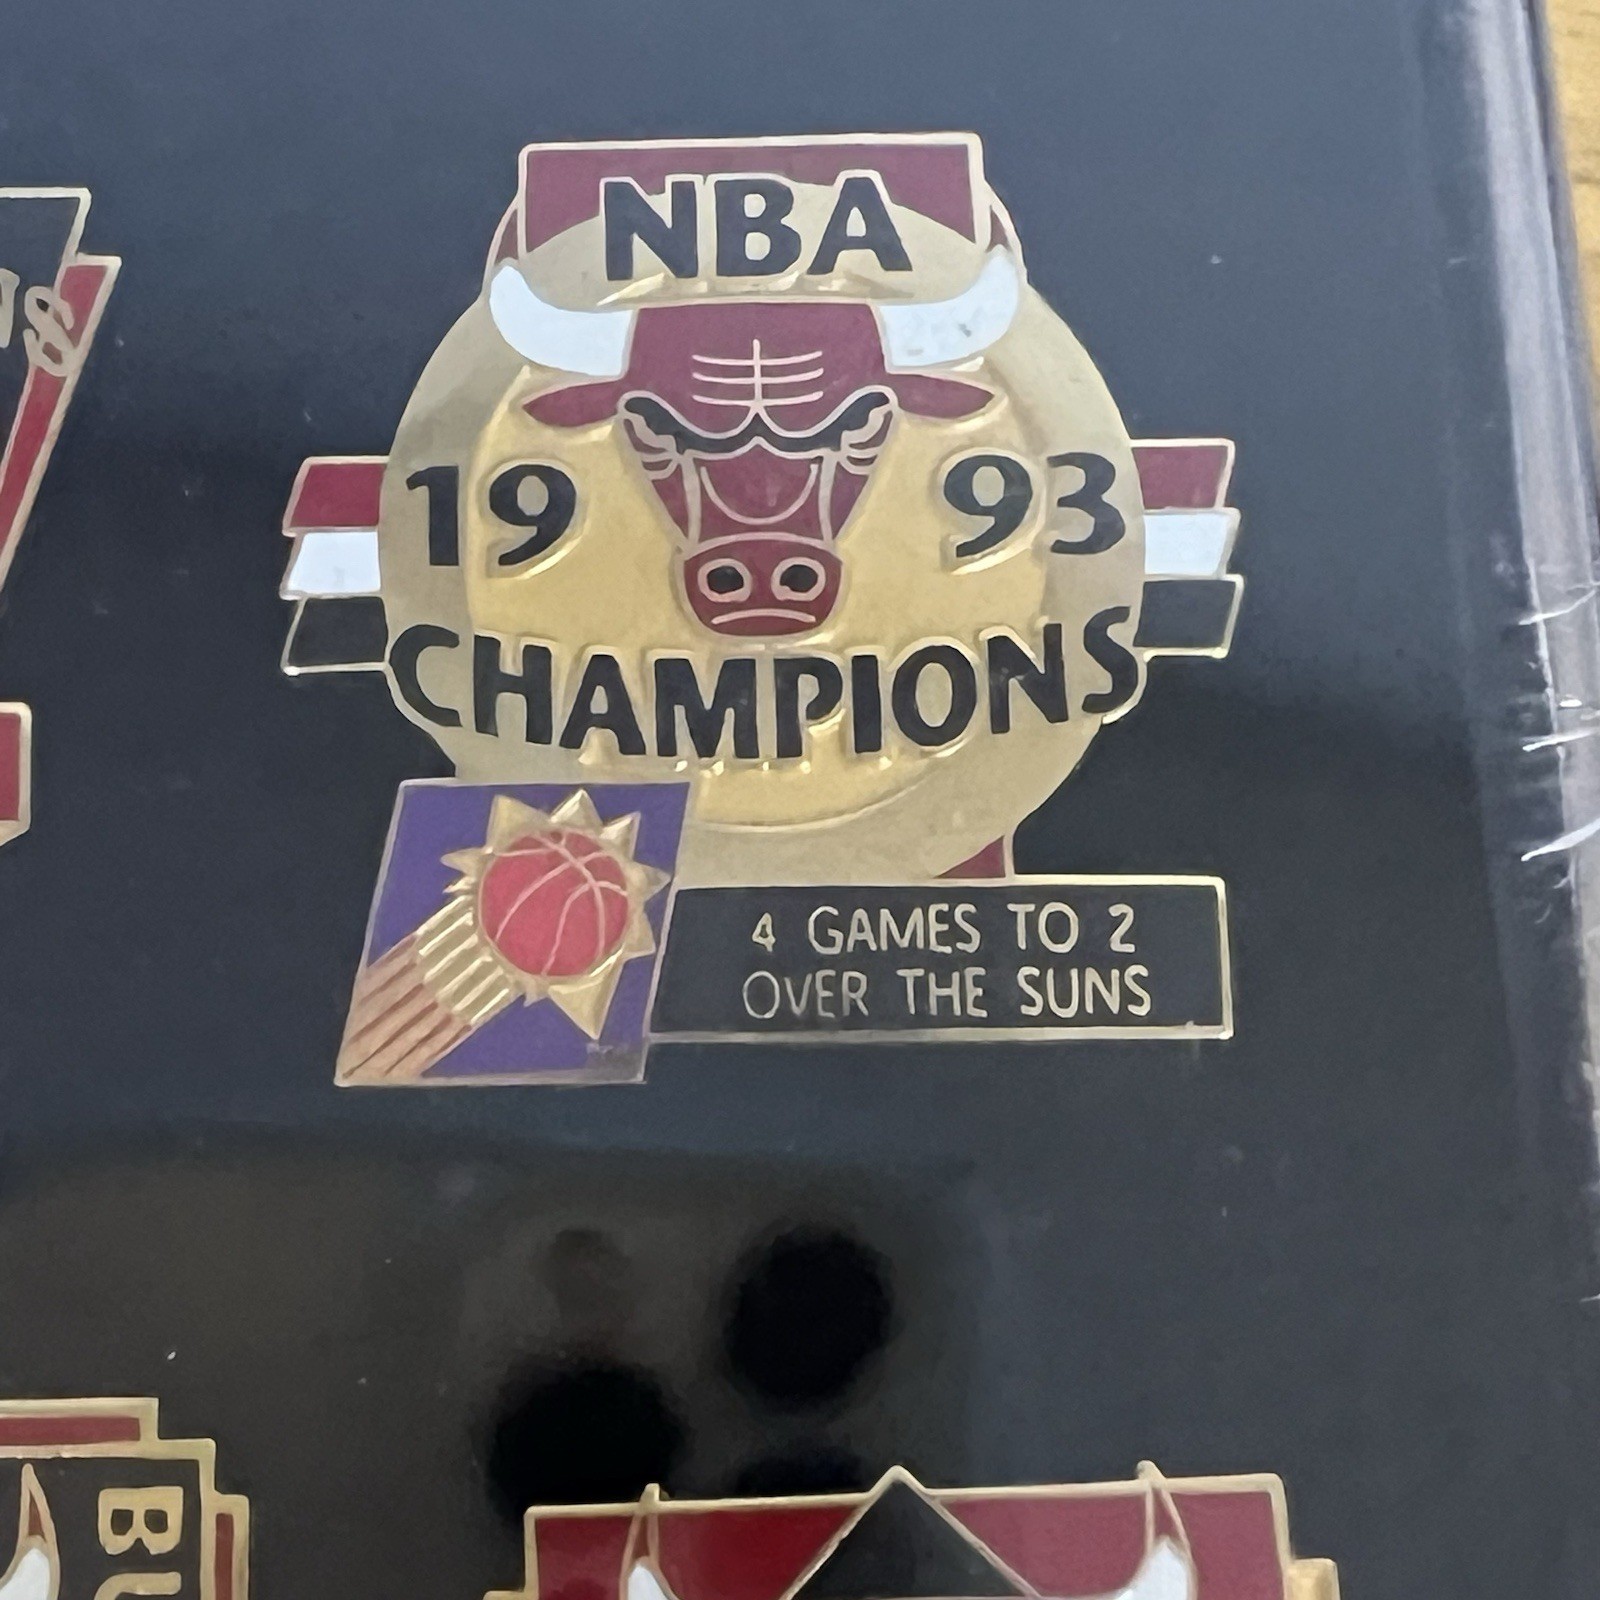 NBA
19 93
CHAMPIONS
4 GAMES TO 2
OVER THE SUNS